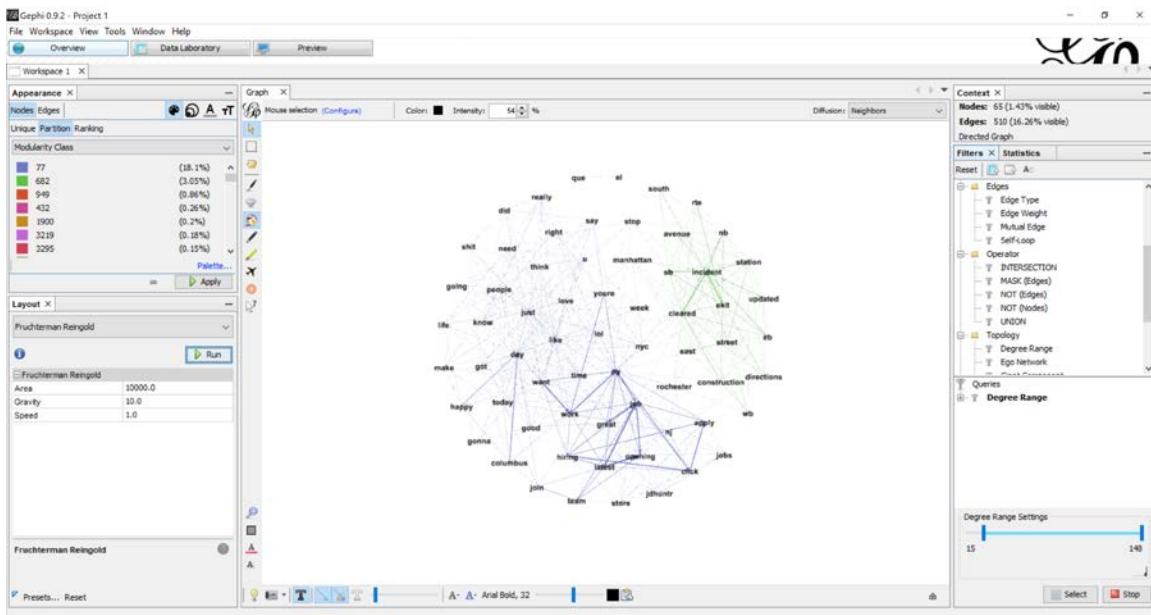 Gephi 0.9.2 - Project 1
File Workspace View Tools Window Help
Overview Data Laboratory Preview
Workspace 1 X
Appearance X
Nodes Edges
Unique Partition Ranking
Modularity Class
77 (18.1%)
682 (3.05%)
949 (0.86%)
432 (0.26%)
1900 (0.2%)
3219 (0.18%)
3295 (0.15%)
Palette...
Apply
Layout X
Fruchterman Reingold
Run
Fruchterman Reingold
Area 10000.0
Gravity 10.0
Speed 1.0
Fruchterman Reingold
Presets... Reset
Graph X
Mouse selection (Configure) Color: Intensity: 54 % Diffusion: Neighbors
que el
south
really rte
did
say stop
right avenue nb
shit need
manhattan station
u
think sb incident
going people youre updated
love exit
just week cleared
life know lol
like street rb
nyc
day east
make got
time ny
want rochester construction directions
happy today job
work wb
good great apply
nj
gonna
hiring opening jobs
columbus latest click
join jdhuntr
team store
Arial Bold, 32
Context X
Nodes: 65 (1.43% visible)
Edges: 510 (16.26% visible)
Directed Graph
Filters X Statistics
Reset
Edges
Edge Type
Edge Weight
Mutual Edge
Self-Loop
Operator
INTERSECTION
MASK (Edges)
NOT (Edges)
NOT (Nodes)
UNION
Topology
Degree Range
Ego Network
Queries
Degree Range
Degree Range Settings
15 148
Select Stop